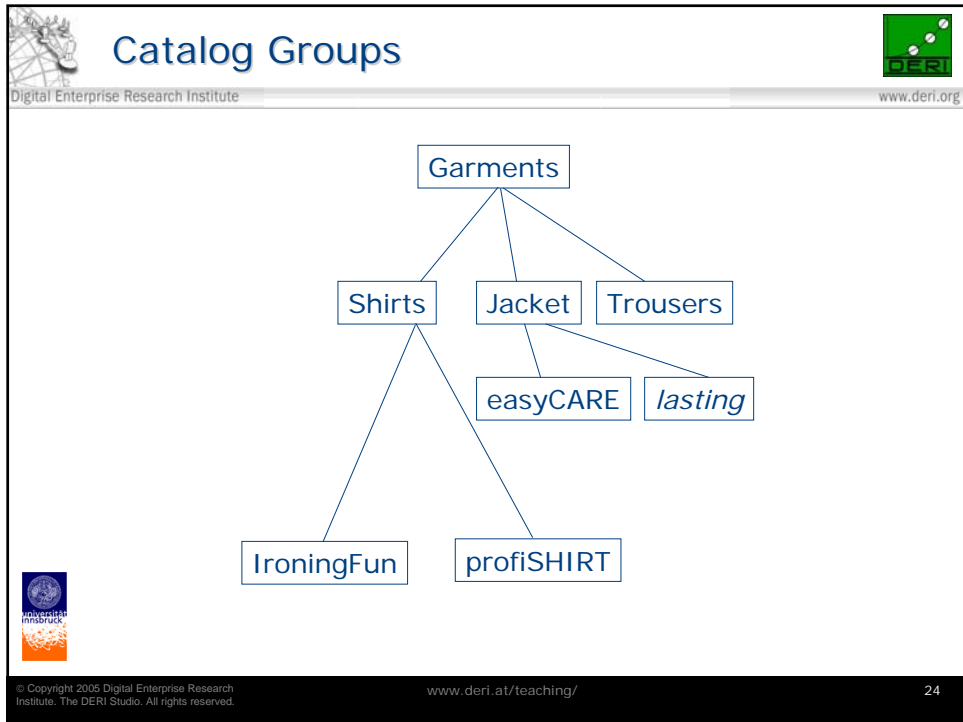 Catalog Groups
DERI
Digital Enterprise Research Institute
www.deri.org
Garments
Shirts
Jacket
Trousers
easyCARE
lasting
IroningFun
profiSHIRT
universität
innsbruck
© Copyright 2005 Digital Enterprise Research
Institute. The DERI Studio. All rights reserved.
www.deri.at/teaching/
24